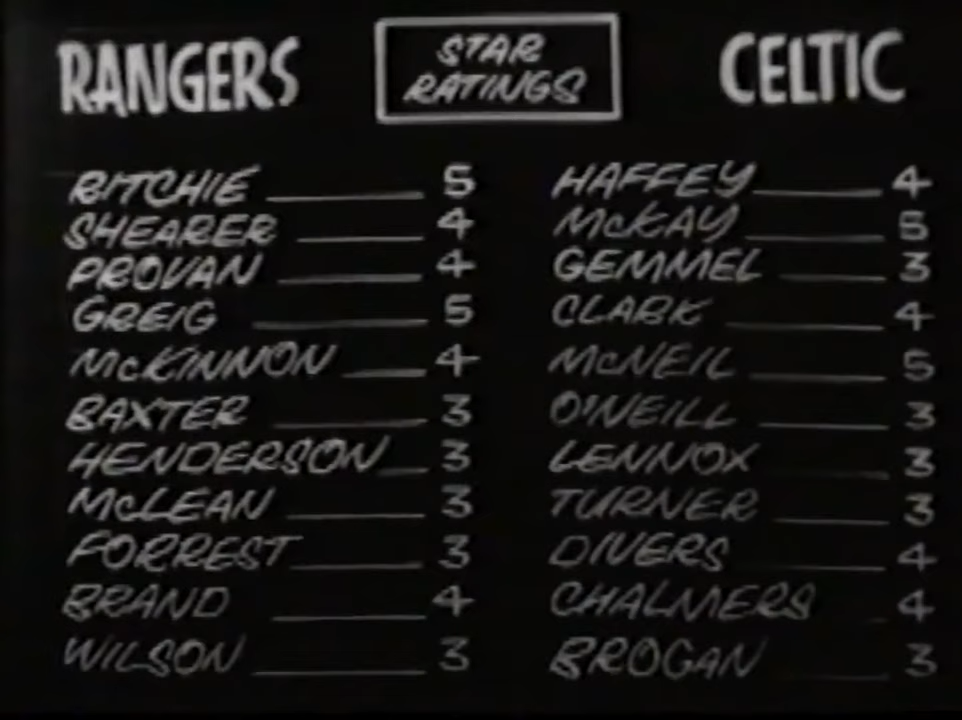 RANGERS STAR RATINGS CELTIC
RITCHIE 5 HAFFEY 4
SHEARER 4 McKAY 5
PROVAN 4 GEMMEL 3
GREIG 5 CLARK 4
McKINNON 4 McNEIL 5
BAXTER 3 O'NEILL 3
HENDERSON 3 LENNOX 3
McLEAN 3 TURNER 3
FORREST 3 DIVERS 4
BRAND 4 CHALMERS 4
WILSON 3 BROGAN 3